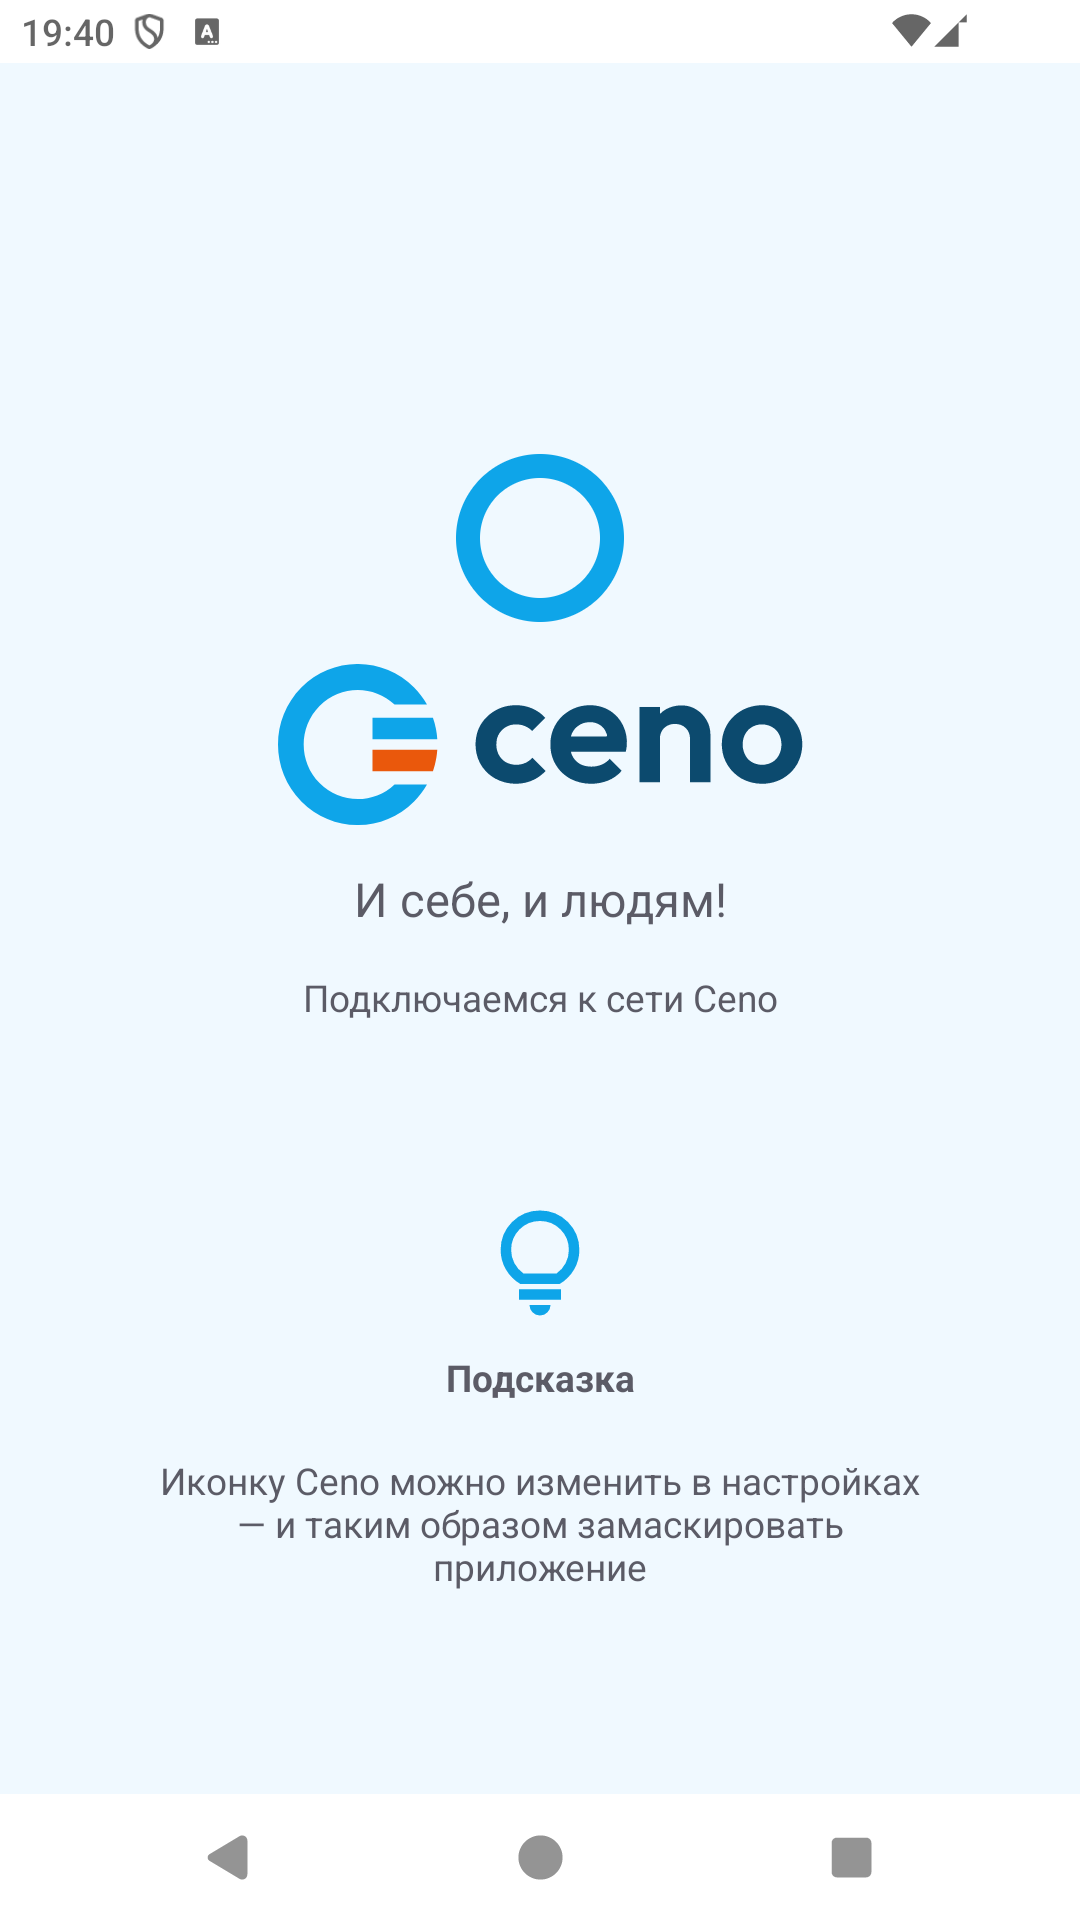 19:40
ceno
И себе, и людям!
Подключаемся к сети Ceno
Подсказка
Иконку Ceno можно изменить в настройках
— и таким образом замаскировать
приложение